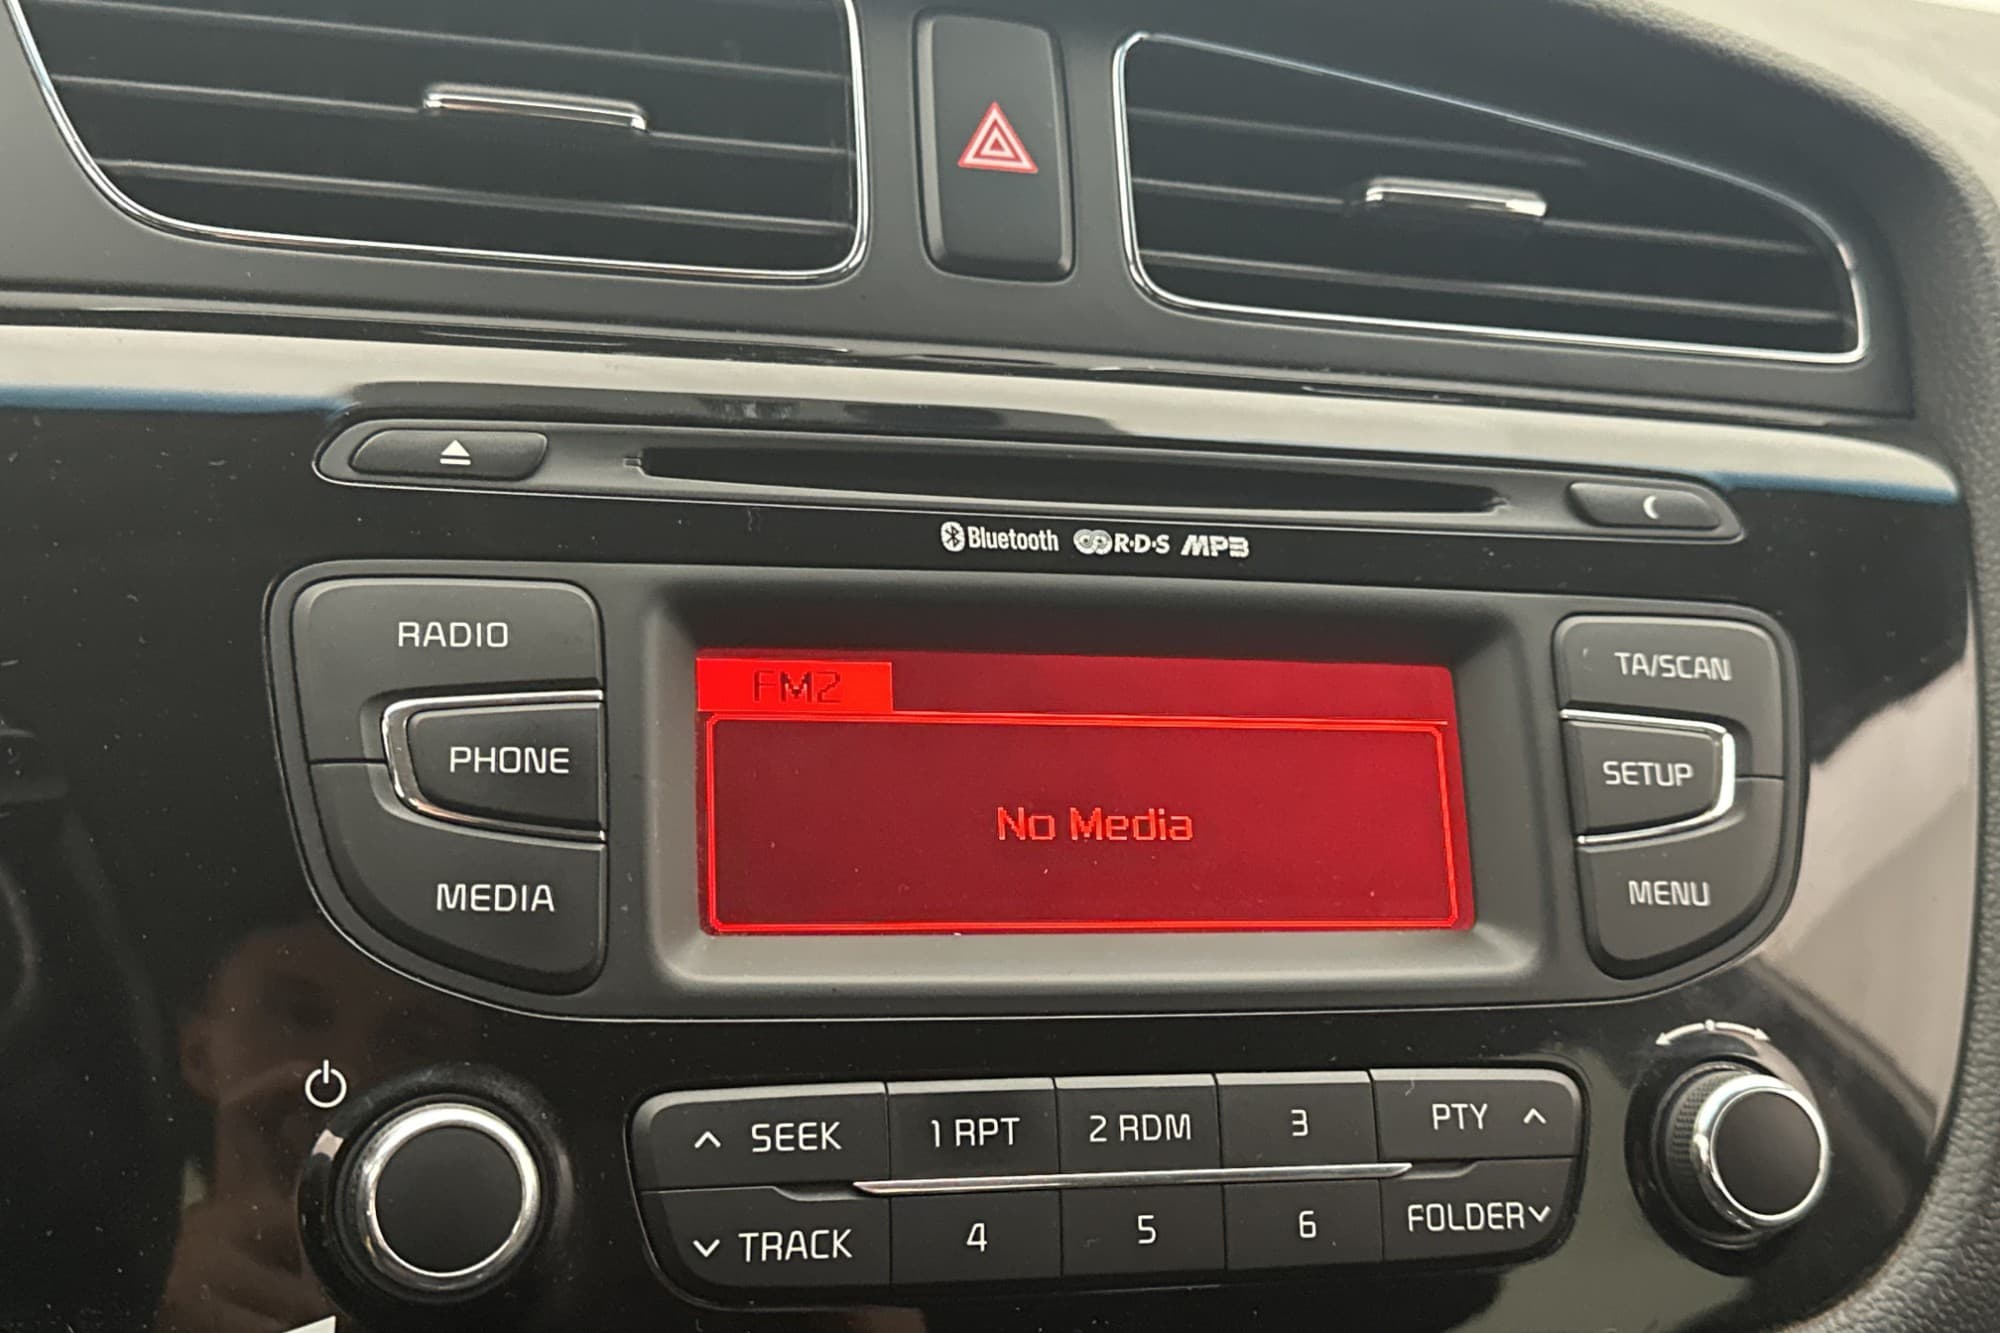 Bluetooth R·D·S MP3
RADIO
PHONE
MEDIA
FM2
No Media
TA/SCAN
SETUP
MENU
SEEK 1 RPT 2 RDM 3 PTY
TRACK 4 5 6 FOLDER